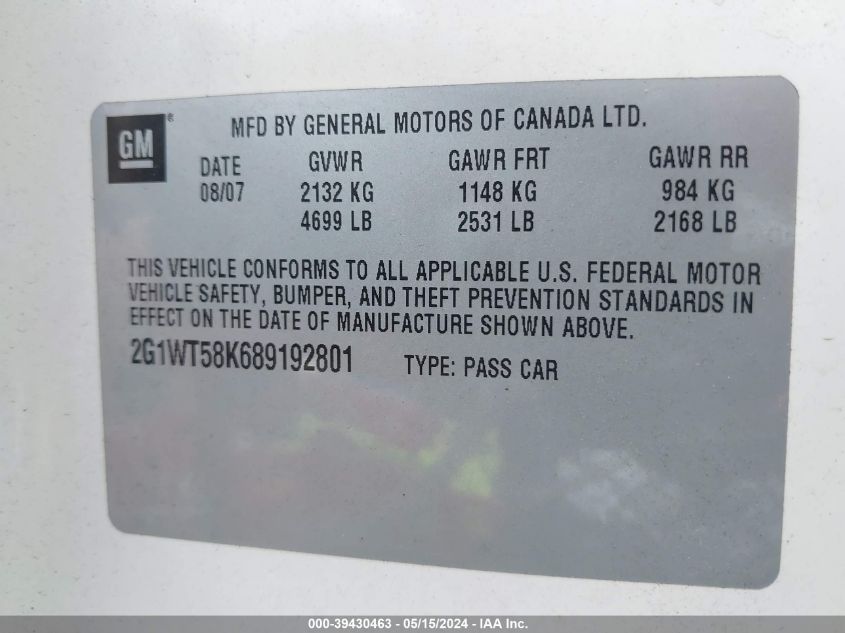 GM®
MFD BY GENERAL MOTORS OF CANADA LTD.
DATE GVWR GAWR FRT GAWR RR
08/07 2132 KG 1148 KG 984 KG
4699 LB 2531 LB 2168 LB
THIS VEHICLE CONFORMS TO ALL APPLICABLE U.S. FEDERAL MOTOR
VEHICLE SAFETY, BUMPER, AND THEFT PREVENTION STANDARDS IN
EFFECT ON THE DATE OF MANUFACTURE SHOWN ABOVE.
2G1WT58K689192801 TYPE: PASS CAR
000-39430463 - 05/15/2024 - IAA Inc.